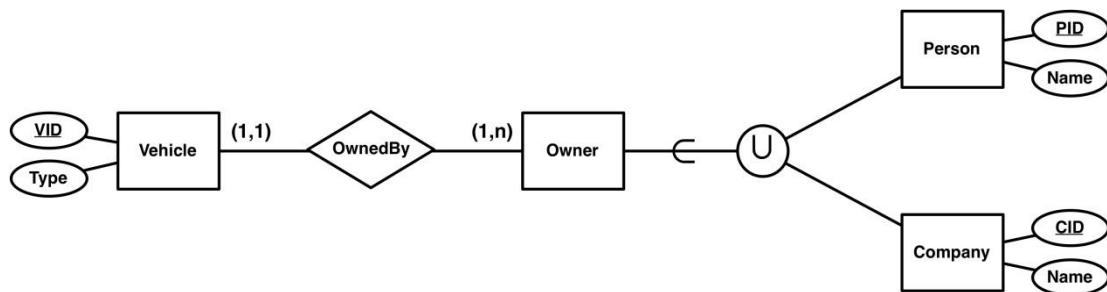 PID
Person
Name
VID
(1,1)
(1,n)
Vehicle
OwnedBy
Owner
U
Type
CID
Company
Name